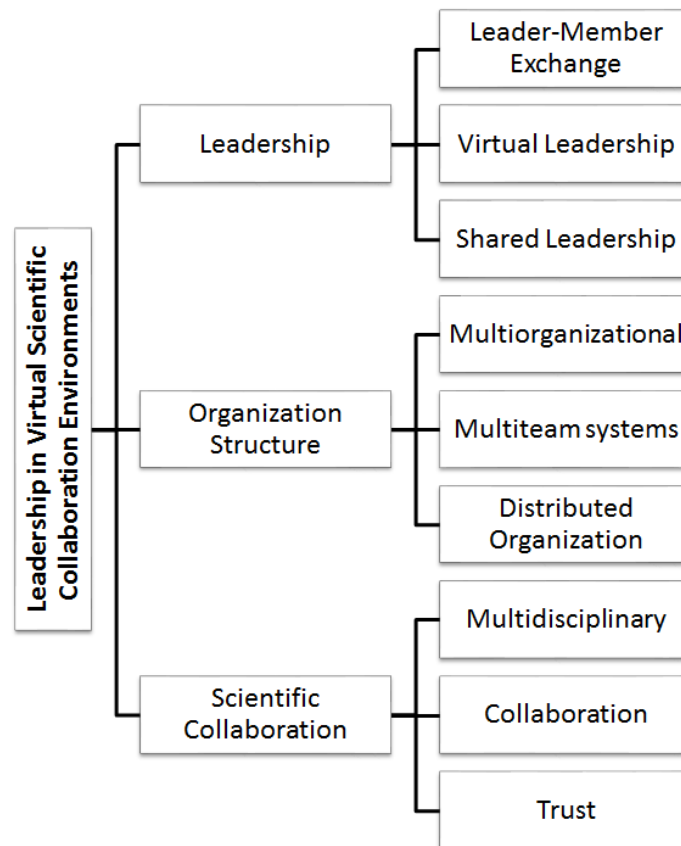 Leadership in Virtual Scientific
Collaboration Environments
Leadership
Leader-Member
Exchange
Virtual Leadership
Shared Leadership
Organization
Structure
Multiorganizational
Multiteam systems
Distributed
Organization
Scientific
Collaboration
Multidisciplinary
Collaboration
Trust